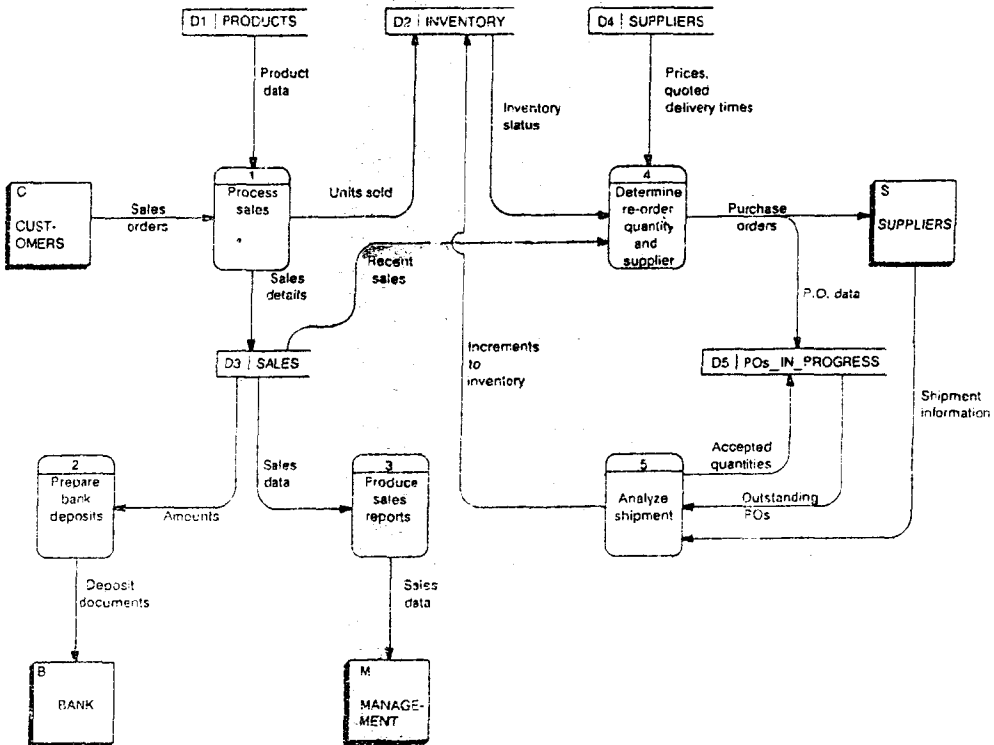 D1 | PRODUCTS
D2 | INVENTORY
D4 | SUPPLIERS
Product
data
Prices,
quoted
delivery times
Inventory
status
1
Process
sales
4
Determine
re-order
quantity
and
supplier
C
CUST-
OMERS
Sales
orders
Units sold
Purchase
orders
S
SUPPLIERS
Recent
sales
Sales
details
P.O. data
D3 | SALES
Increments
to
inventory
D5 | POs_IN_PROGRESS
Shipment
information
2
Prepare
bank
deposits
Sales
data
3
Produce
sales
reports
5
Analyze
shipment
Accepted
quantities
Amounts
Outstanding
POs
Deposit
documents
Sales
data
B
BANK
M
MANAGE-
MENT